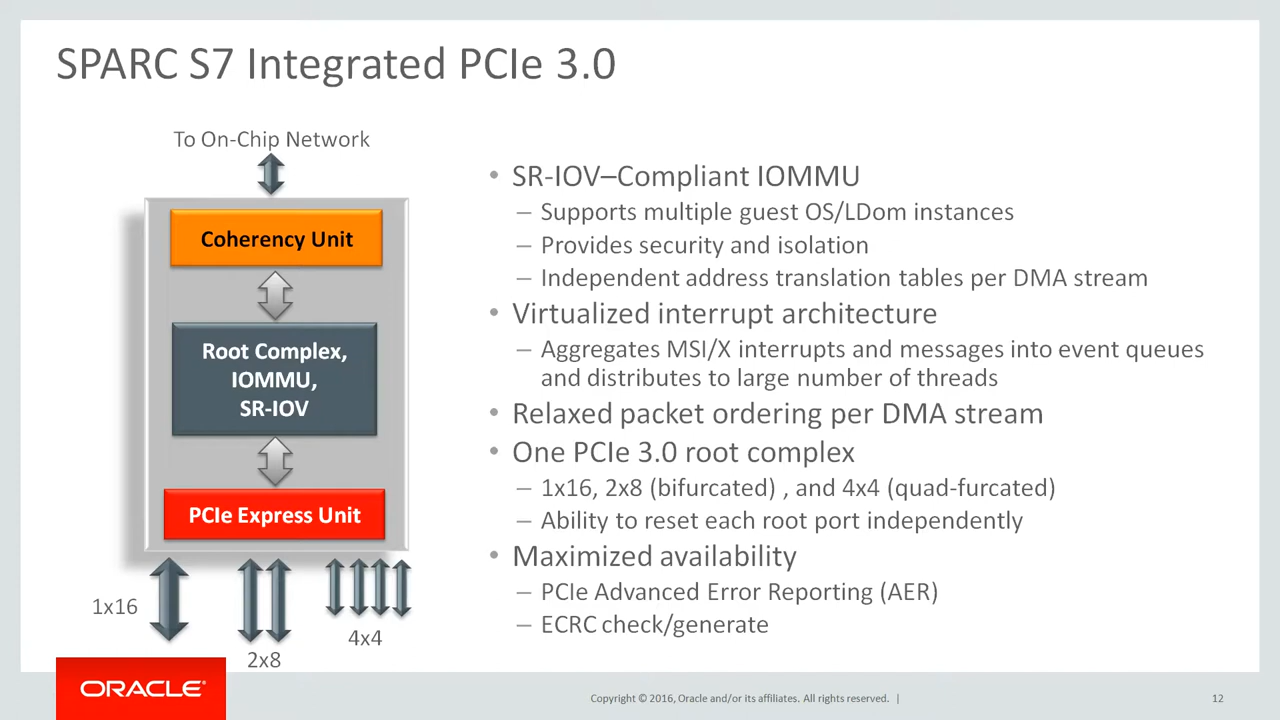 SPARC S7 Integrated PCIe 3.0
To On-Chip Network
Coherency Unit
Root Complex,
IOMMU,
SR-IOV
PCIe Express Unit
1x16
2x8
4x4
• SR-IOV–Compliant IOMMU
– Supports multiple guest OS/LDom instances
– Provides security and isolation
– Independent address translation tables per DMA stream
• Virtualized interrupt architecture
– Aggregates MSI/X interrupts and messages into event queues
and distributes to large number of threads
• Relaxed packet ordering per DMA stream
• One PCIe 3.0 root complex
– 1x16, 2x8 (bifurcated) , and 4x4 (quad-furcated)
– Ability to reset each root port independently
• Maximized availability
– PCIe Advanced Error Reporting (AER)
– ECRC check/generate
ORACLE®
Copyright © 2016, Oracle and/or its affiliates. All rights reserved. |
12